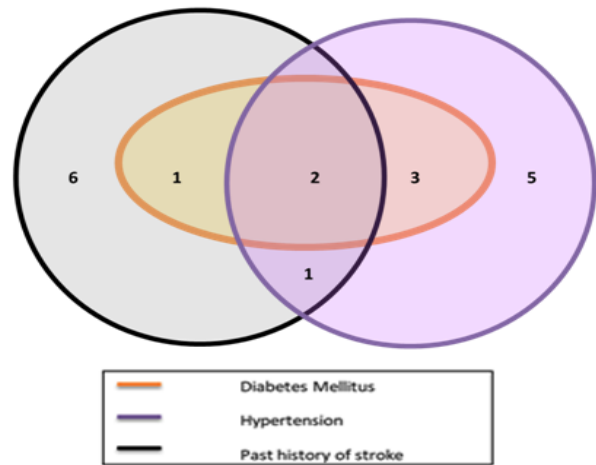 6 1 2 3 5
1
Diabetes Mellitus
Hypertension
Past history of stroke